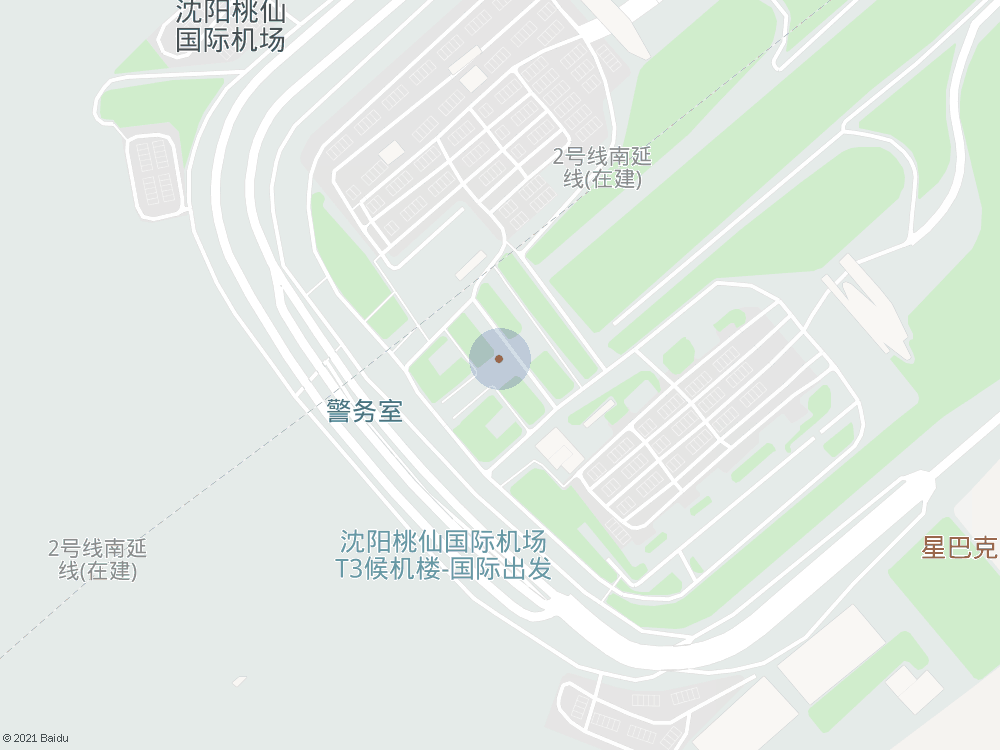 沈阳桃仙
国际机场
2号线南延
线(在建)
警务室
沈阳桃仙国际机场
T3候机楼-国际出发
2号线南延
线(在建)
星巴克
© 2021 Baidu